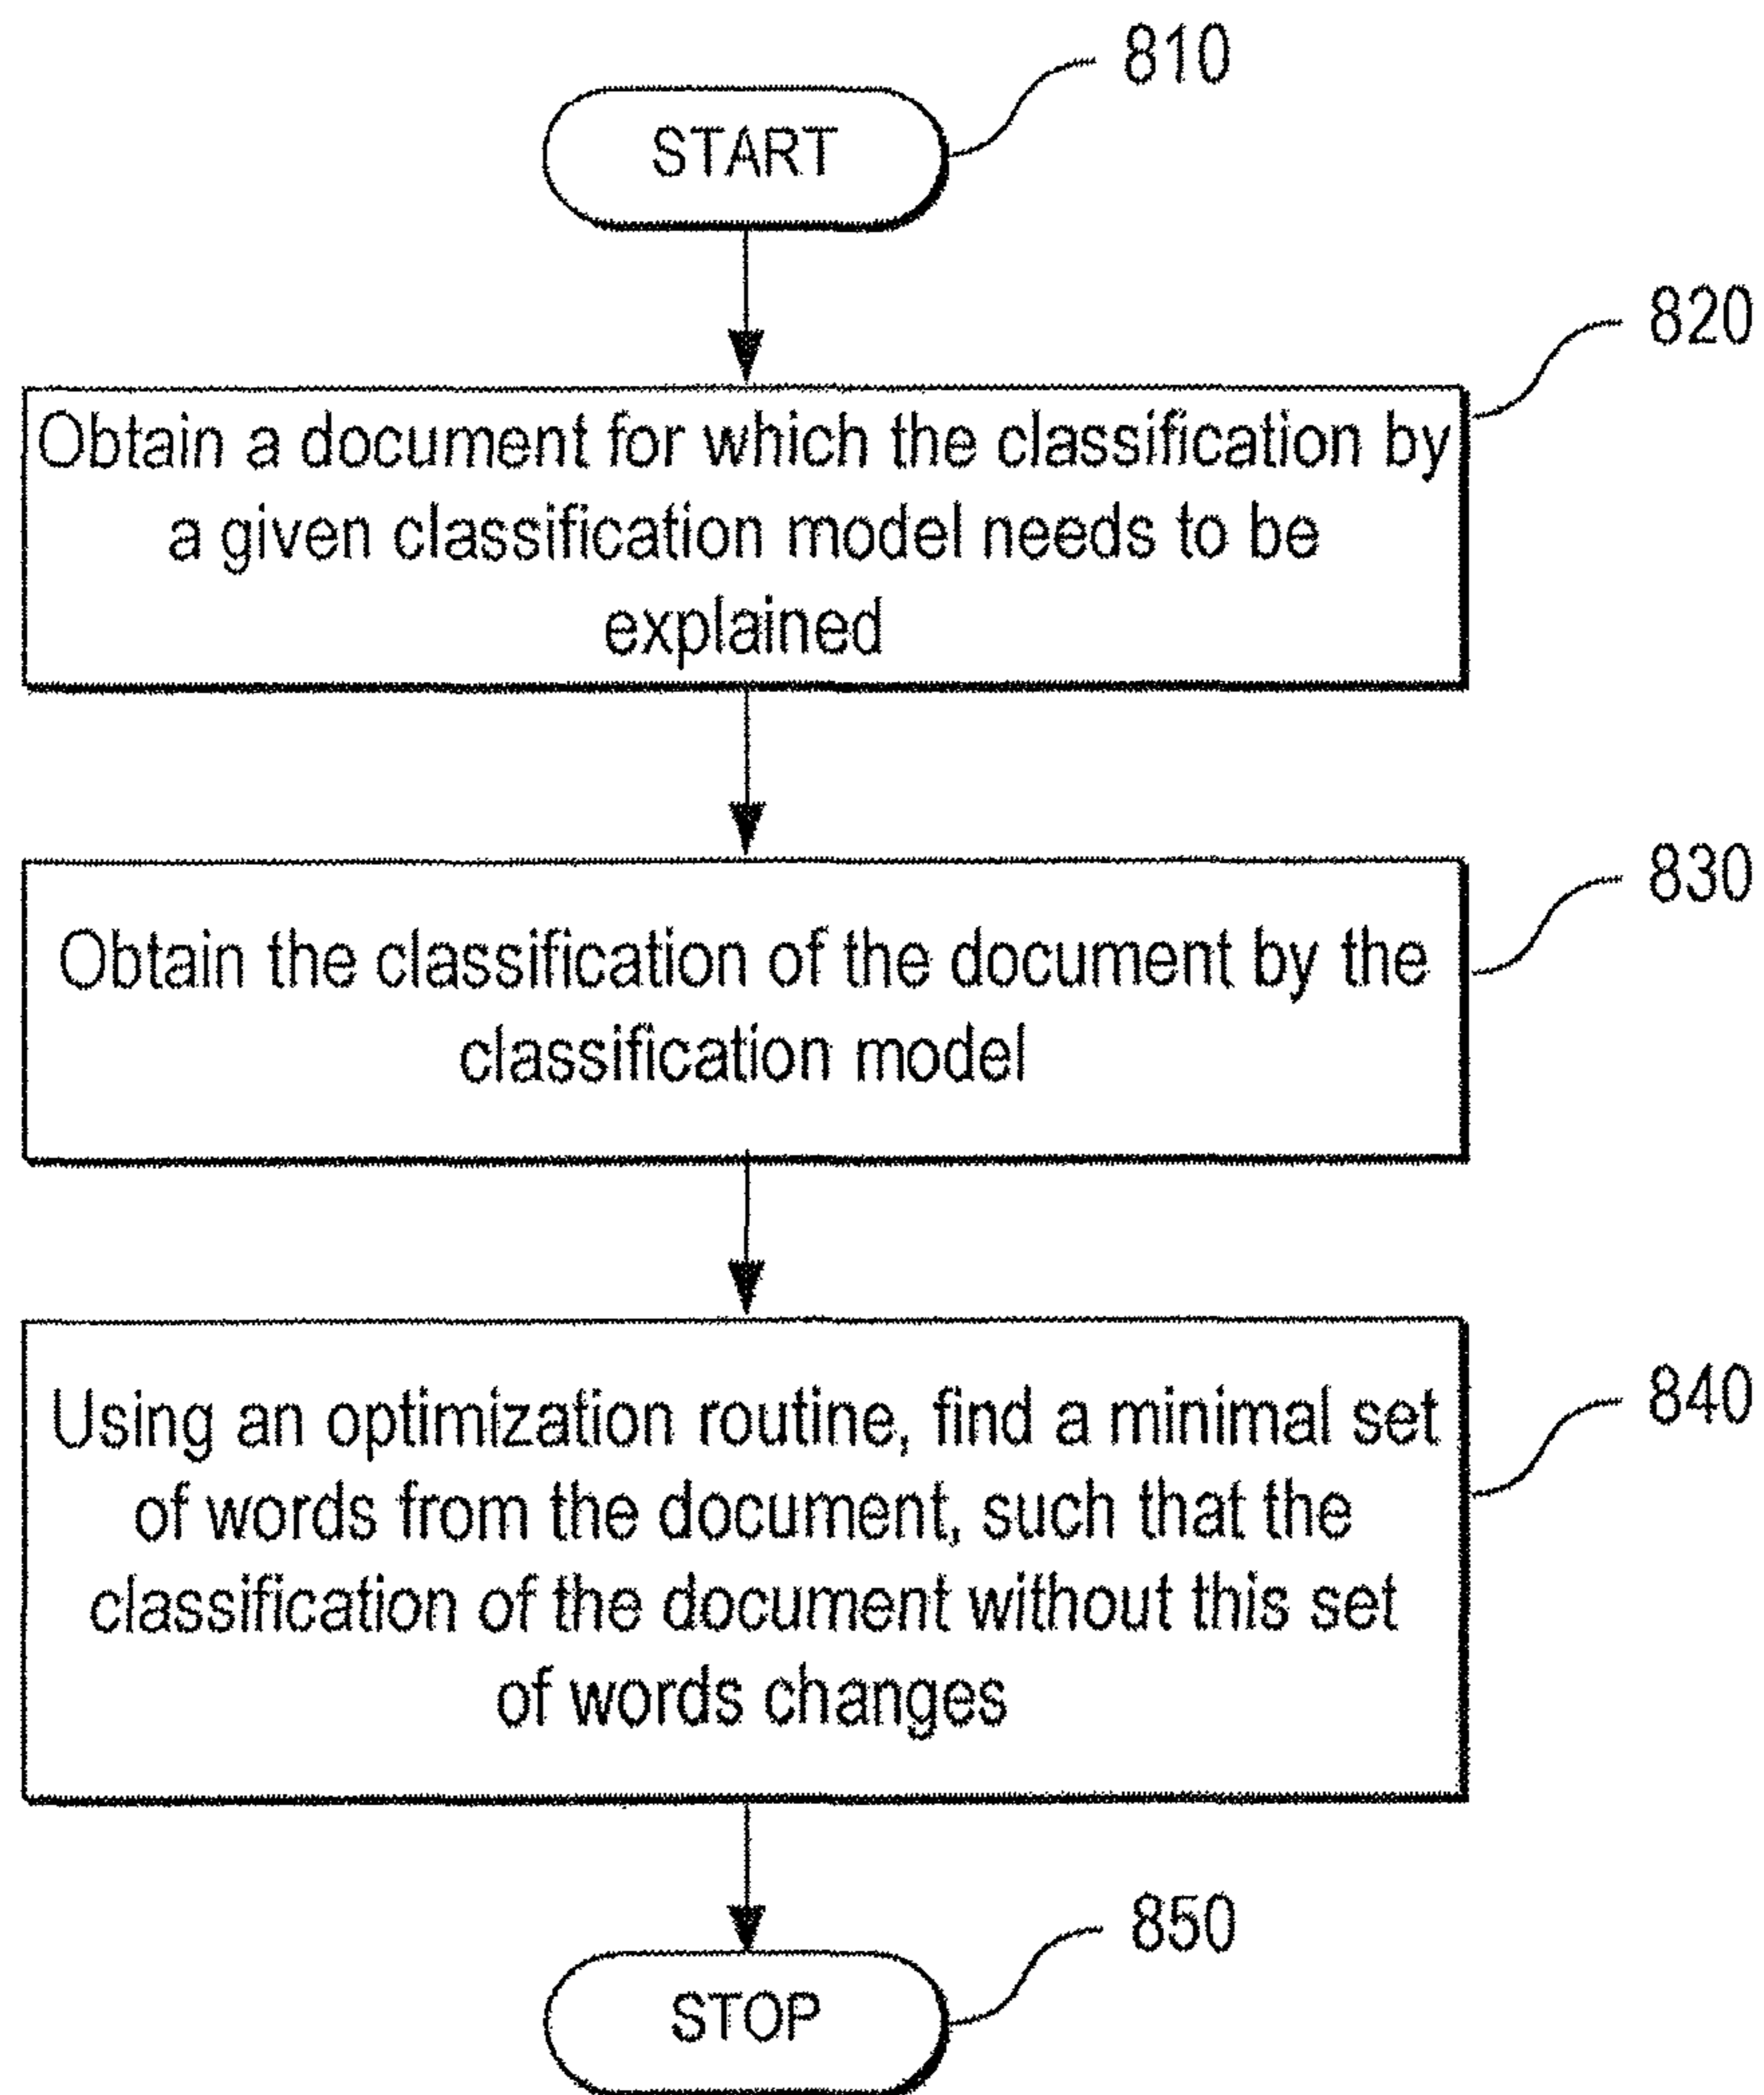 810
START
820
Obtain a document for which the classification by
a given classification model needs to be
explained
830
Obtain the classification of the document by the
classification model
840
Using an optimization routine, find a minimal set
of words from the document, such that the
classification of the document without this set
of words changes
850
STOP